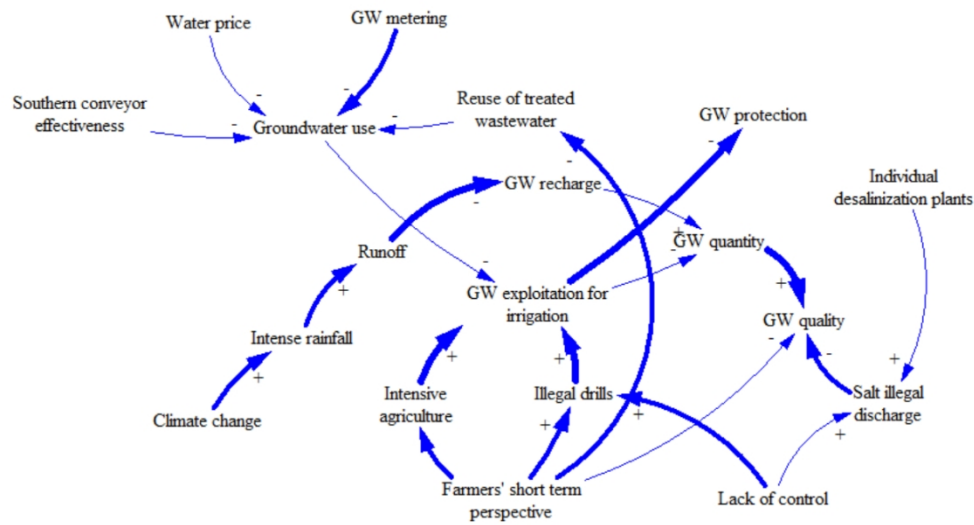 Water price
GW metering
Southern conveyor
effectiveness
-
-
-
-
Groundwater use
Reuse of treated
wastewater
GW protection
-
-
GW recharge
-
Individual
desalinization plants
Runoff
+
-
GW quantity
-
GW exploitation for
irrigation
+
+
GW quality
Intense rainfall
-
-
+
+
+
+
Climate change
Intensive
agriculture
Illegal drills
+
+
Salt illegal
discharge
+
Farmers' short term
perspective
Lack of control